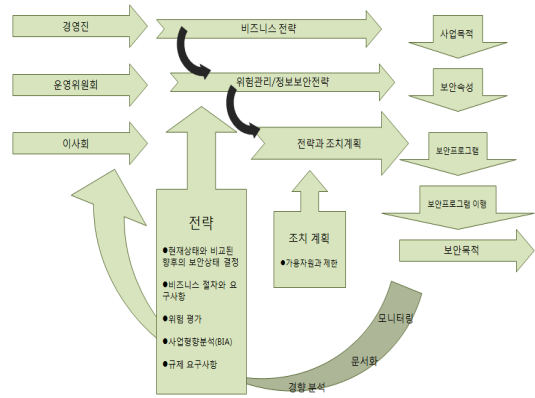 경영진
비즈니스 전략
사업목적
운영위원회
위험관리/정보보안전략
보안속성
이사회
전략과 조치계획
보안프로그램
보안프로그램 이행
보안목적
전략
●현재상태와 비교된
향후의 보안상태 결정
●비즈니스 절차와 요
구사항
●위험 평가
●사업형향분석(BIA)
●규제 요구사항
조치 계획
●가용자원과 제한
모니터랑
문서화
경향 분석